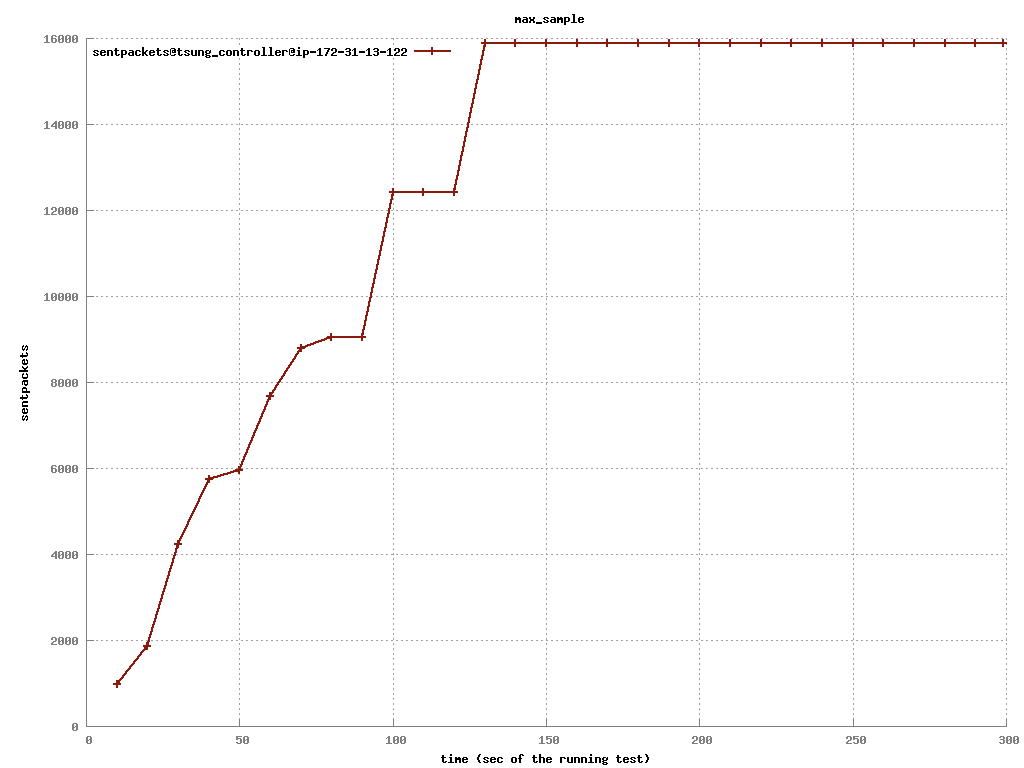 max_sample
16000
sentpackets@tsung_controller@ip-172-31-13-122
14000
12000
10000
8000
6000
4000
2000
0
sentpackets
0 50 100 150 200 250 300
time (sec of the running test)